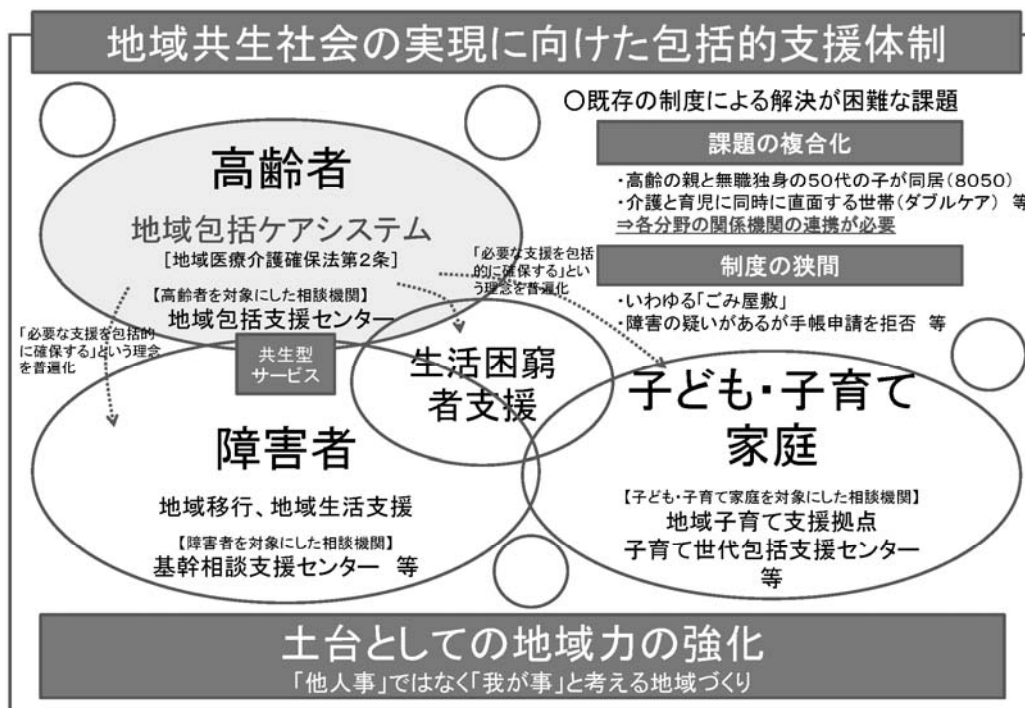 地域共生社会の実現に向けた包括的支援体制
〇既存の制度による解決が困難な課題
課題の複合化
・高齢の親と無職独身の50代の子が同居(8050)
・介護と育児に同時に直面する世帯(ダブルケア) 等
⇒各分野の関係機関の連携が必要
制度の狭間
・いわゆる「ごみ屋敷」
・障害の疑いがあるが手帳申請を拒否 等
高齢者
地域包括ケアシステム
[地域医療介護確保法第2条]
【高齢者を対象にした相談機関】
地域包括支援センター
「必要な支援を包括
的に確保する」とい
う理念を普遍化
「必要な支援を包括的
に確保する」という理念
を普遍化
共生型
サービス
生活困窮
者支援
障害者
地域移行、地域生活支援
【障害者を対象にした相談機関】
基幹相談支援センター 等
子ども・子育て
家庭
【子ども・子育て家庭を対象にした相談機関】
地域子育て支援拠点
子育て世代包括支援センター
等
土台としての地域力の強化
「他人事」ではなく「我が事」と考える地域づくり